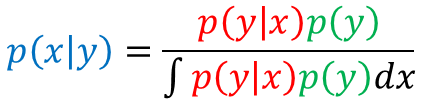 p(x|y) = p(y|x)p(y) / ∫ p(y|x)p(y)dx